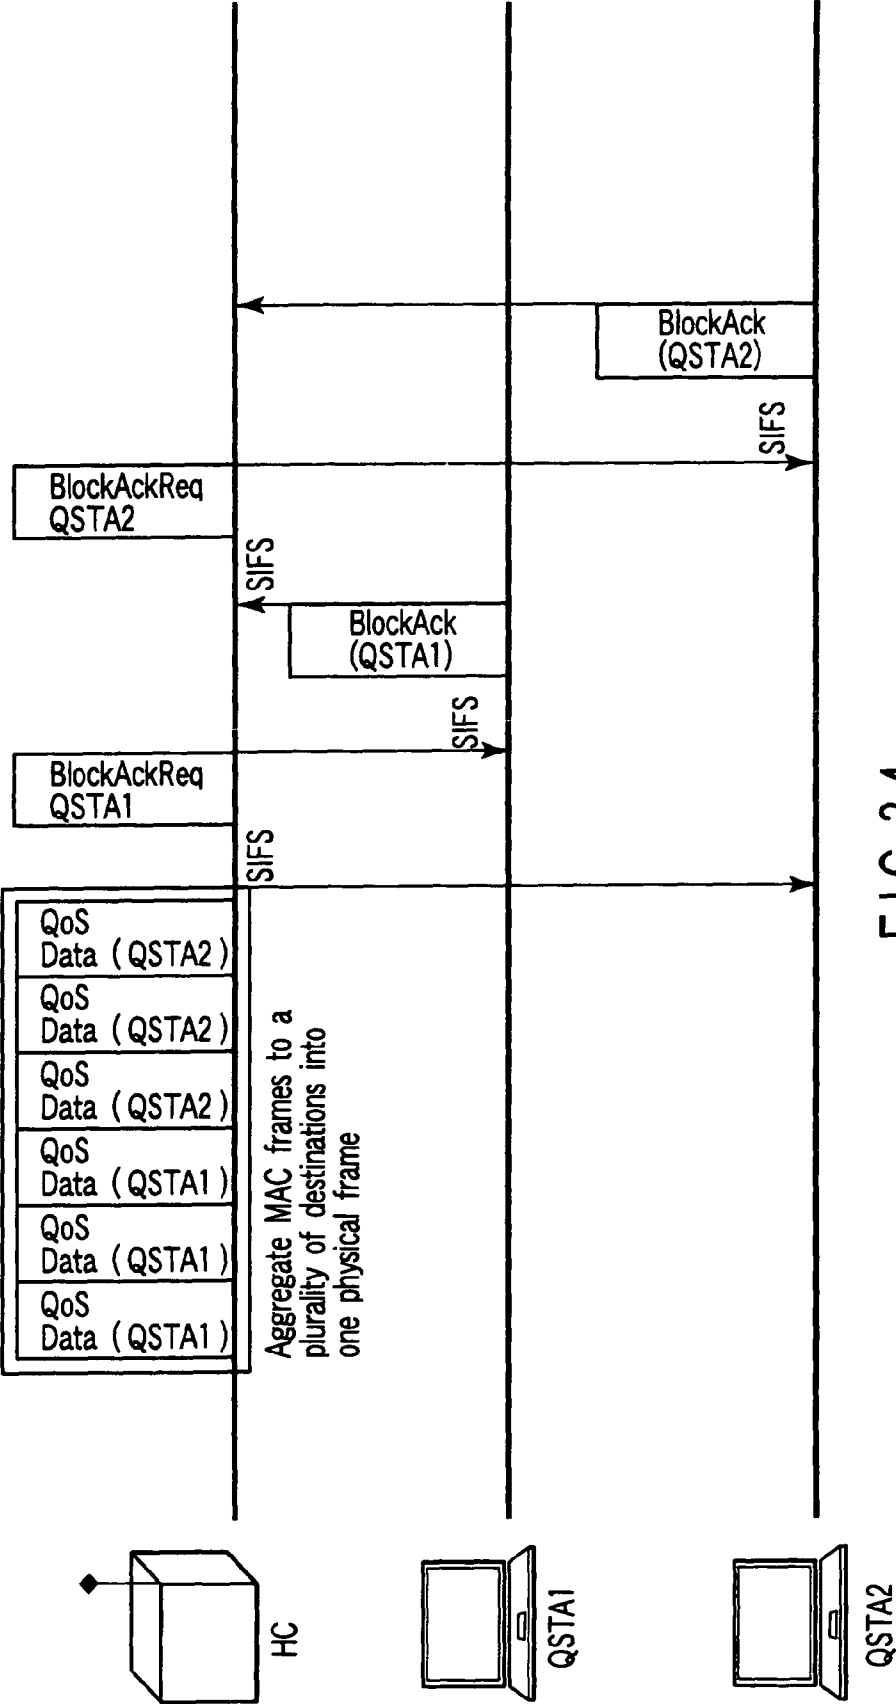 BlockAck
(QSTA2)
SIFS
BlockAckReq
QSTA2
SIFS
BlockAck
(QSTA1)
SIFS
BlockAckReq
QSTA1
SIFS
QoS
Data (QSTA2)
QoS
Data (QSTA2)
QoS
Data (QSTA2)
QoS
Data (QSTA1)
QoS
Data (QSTA1)
QoS
Data (QSTA1)
Aggregate MAC frames to a
plurality of destinations into
one physical frame
HC
QSTA1
QSTA2